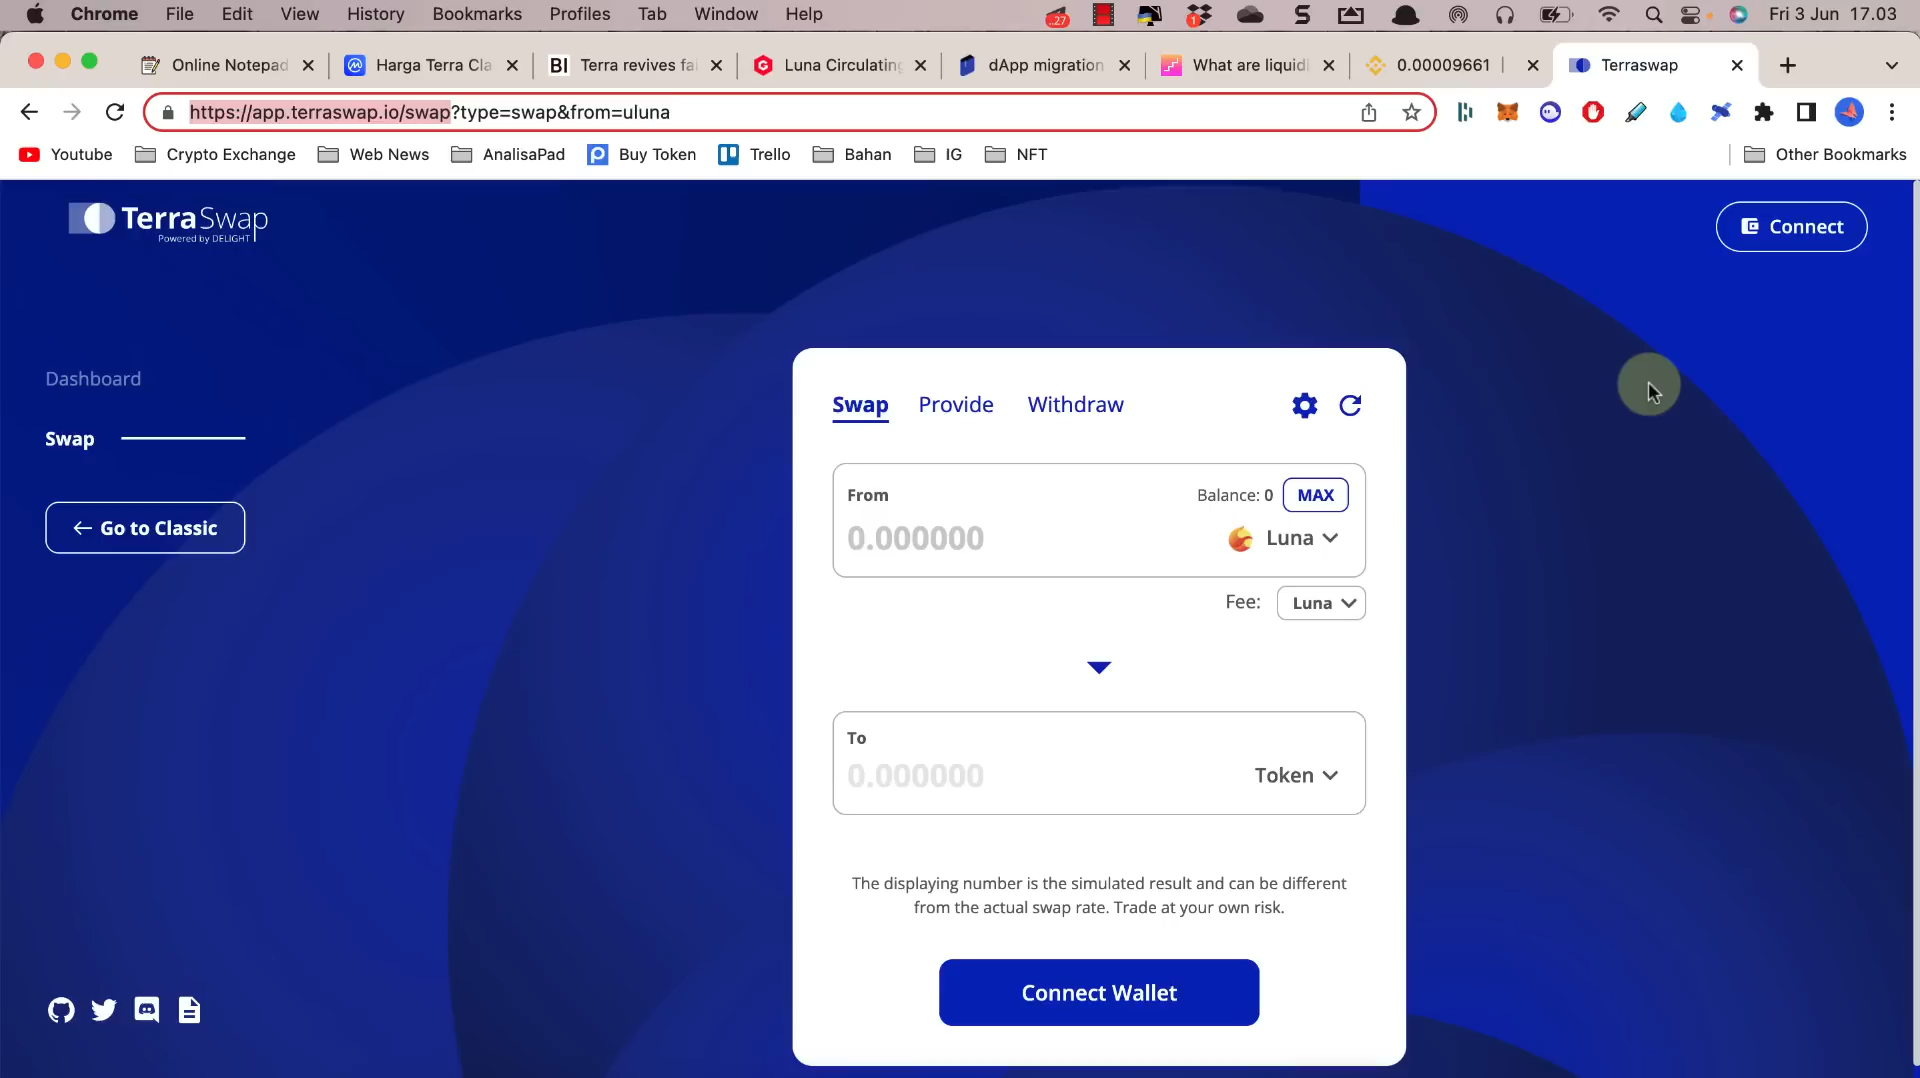 Chrome File Edit View History Bookmarks Profiles Tab Window Help ..27 1 S Fri 3 Jun 17.03
Online Notepad Harga Terra Cla BI Terra revives fai Luna Circulating dApp migration What are liquidi 0.00009661 | Terraswap
https://app.terraswap.io/swap?type=swap&from=uluna
Youtube Crypto Exchange Web News AnalisaPad Buy Token Trello Bahan IG NFT Other Bookmarks
TerraSwap
Powered by DELIGHT
Connect
Dashboard
Swap
Go to Classic
Swap Provide Withdraw
From Balance: 0 MAX
0.000000 Luna
Fee: Luna
To
0.000000 Token
The displaying number is the simulated result and can be different
from the actual swap rate. Trade at your own risk.
Connect Wallet